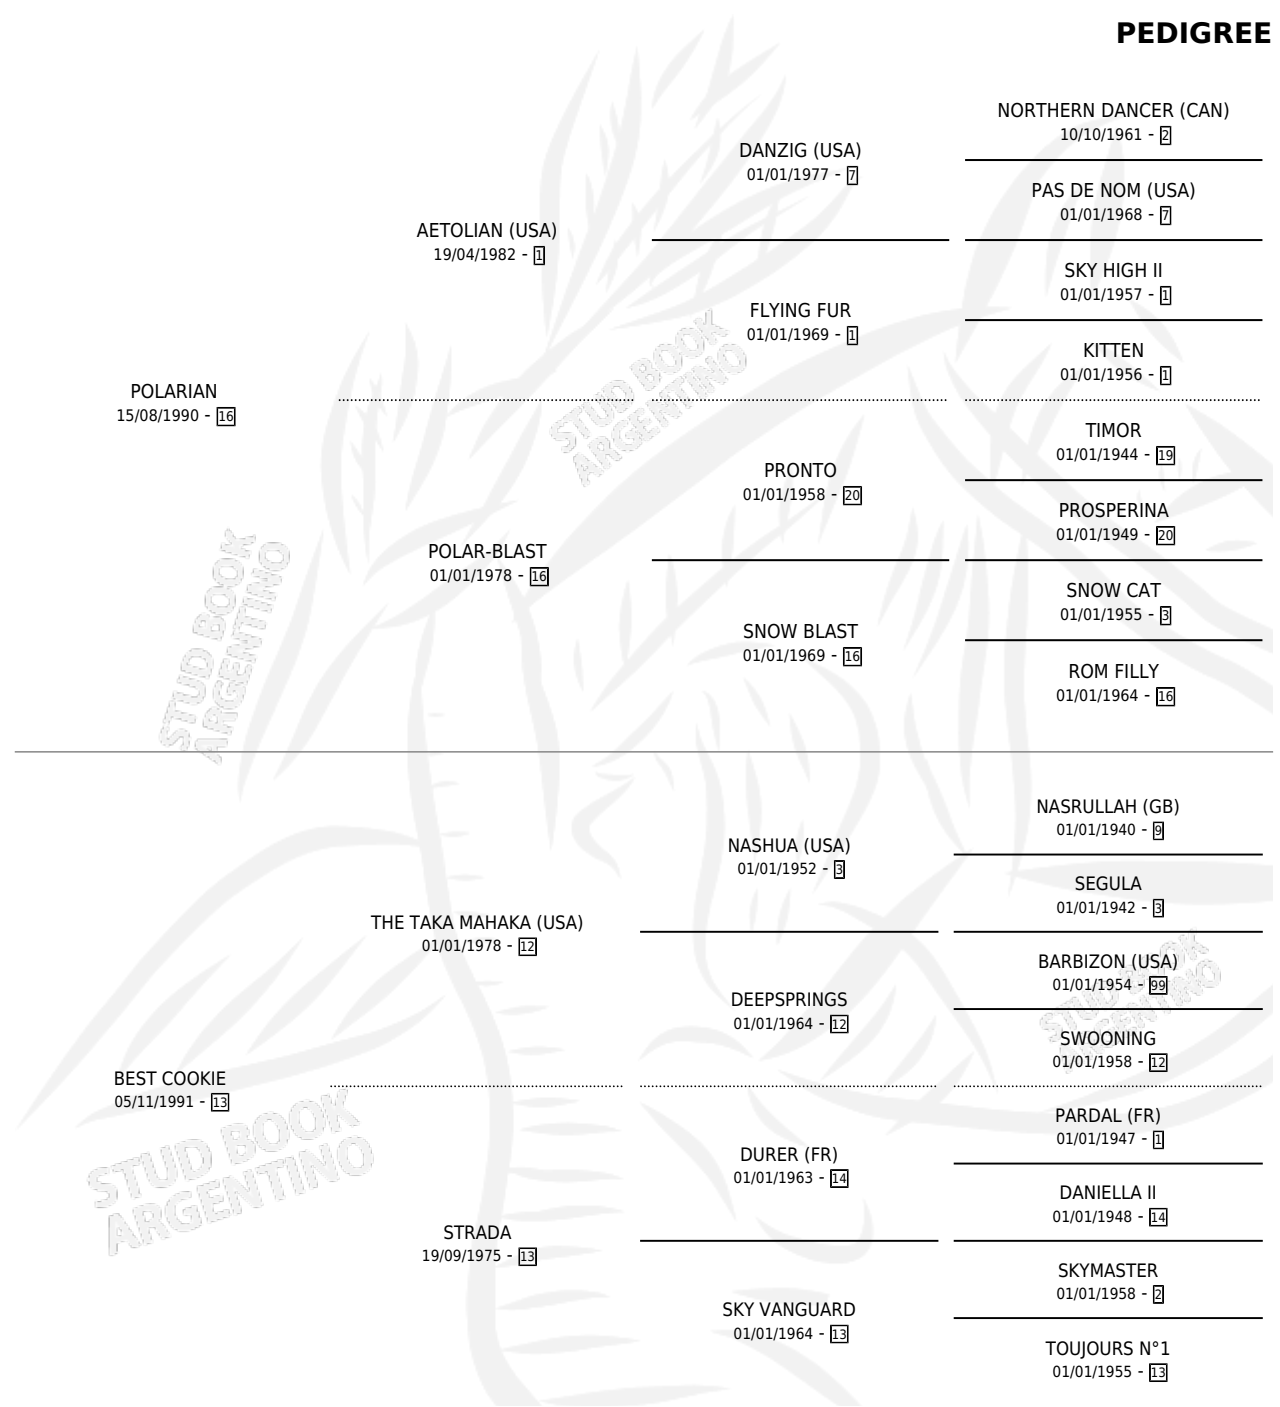 PEDIGREE
NORTHERN DANCER (CAN)
10/10/1961 - 2
DANZIG (USA)
01/01/1977 - 7
PAS DE NOM (USA)
01/01/1968 - 7
AETOLIAN (USA)
19/04/1982 - 1
SKY HIGH II
01/01/1957 - 1
FLYING FUR
01/01/1969 - 1
KITTEN
01/01/1956 - 1
POLARIAN
15/08/1990 - 16
TIMOR
01/01/1944 - 19
PRONTO
01/01/1958 - 20
PROSPERINA
01/01/1949 - 20
POLAR-BLAST
01/01/1978 - 16
SNOW CAT
01/01/1955 - 3
SNOW BLAST
01/01/1969 - 16
ROM FILLY
01/01/1964 - 16
STUD BOOK
ARGENTINO
STUD BOOK
ARGENTINO
NASRULLAH (GB)
01/01/1940 - 9
NASHUA (USA)
01/01/1952 - 3
SEGULA
01/01/1942 - 3
THE TAKA MAHAKA (USA)
01/01/1978 - 12
BARBIZON (USA)
01/01/1954 - 99
DEEPSPRINGS
01/01/1964 - 12
SWOONING
01/01/1958 - 12
BEST COOKIE
05/11/1991 - 13
PARDAL (FR)
01/01/1947 - 1
DURER (FR)
01/01/1963 - 14
DANIELLA II
01/01/1948 - 14
STRADA
19/09/1975 - 13
SKYMASTER
01/01/1958 - 2
SKY VANGUARD
01/01/1964 - 13
TOUJOURS N°1
01/01/1955 - 13
STUD BOOK
ARGENTINO
STUD BOOK
ARGENTINO